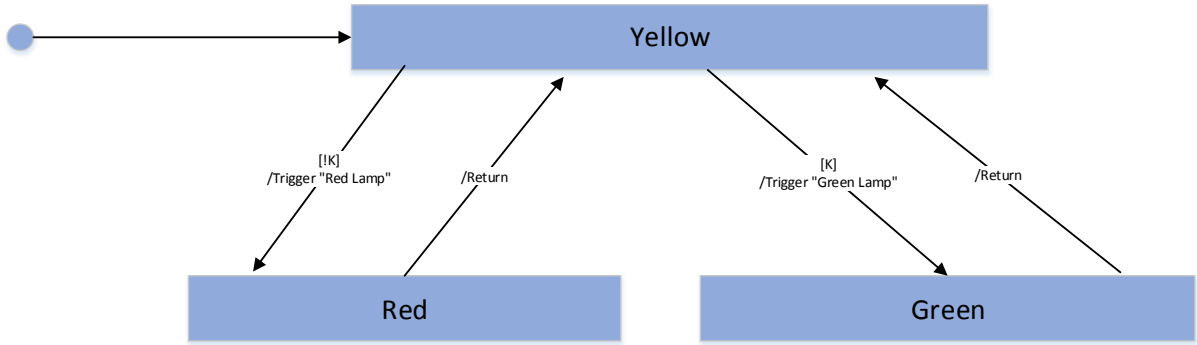 Yellow
[!K]
/Trigger "Red Lamp"
/Return
[K]
/Trigger "Green Lamp"
/Return
Red
Green